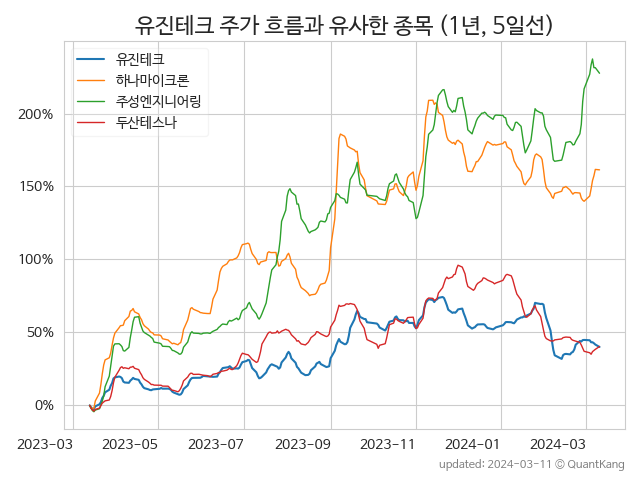 유진테크 주가 흐름과 유사한 종목 (1년, 5일선)
유진테크
하나마이크론
주성엔지니어링
두산테스나
200%
150%
100%
50%
0%
2023-03 2023-05 2023-07 2023-09 2023-11 2024-01 2024-03
updated: 2024-03-11 © QuantKang